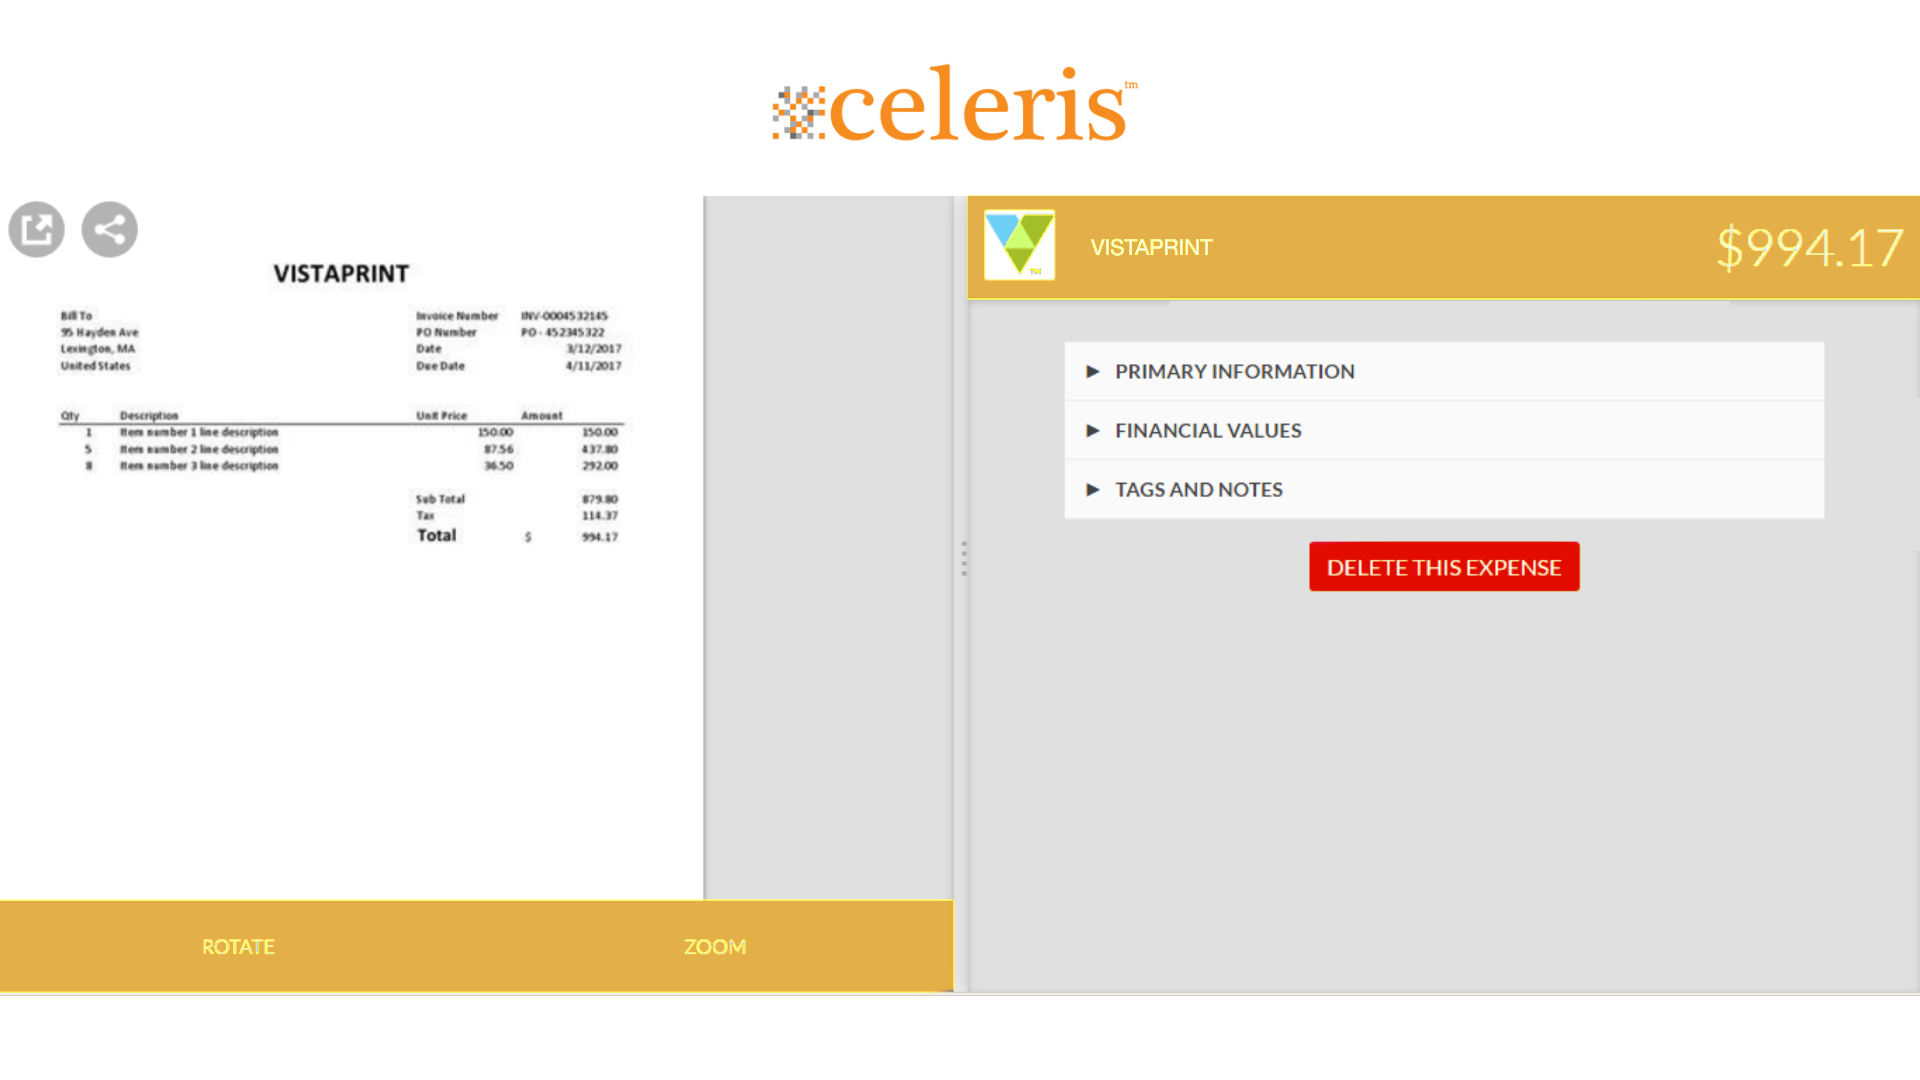 celeris™
VISTAPRINT
Bill To
95 Hayden Ave
Lexington, MA
United States
Invoice Number INV-0004532145
PO Number PO - 452345322
Date 3/12/2017
Due Date 4/11/2017
Qty Description Unit Price Amount
1 Item number 1 line description 150.00 150.00
5 Item number 2 line description 87.56 437.80
8 Item number 3 line description 36.50 292.00
Sub Total 879.80
Tax 114.37
Total $ 994.17
ROTATE ZOOM
VISTAPRINT $994.17
PRIMARY INFORMATION
FINANCIAL VALUES
TAGS AND NOTES
DELETE THIS EXPENSE